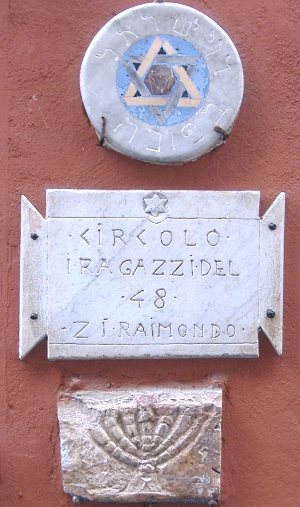 ·CIRCOLO·
I RAGAZZI·DEL
·48·
·ZI·RAIMONDO·